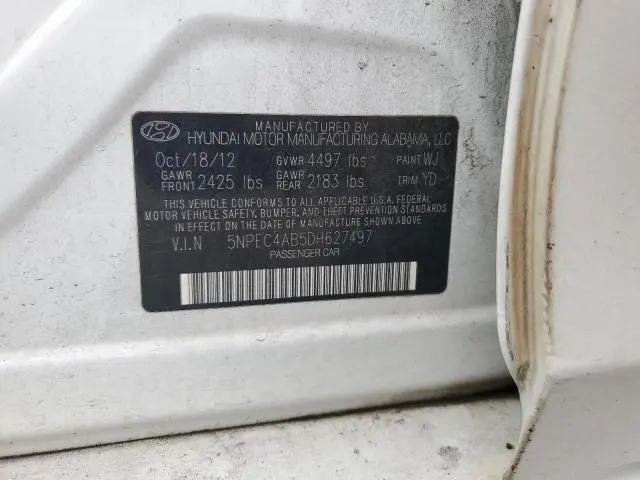 MANUFACTURED BY
HYUNDAI MOTOR MANUFACTURING ALABAMA, LLC
Oct/18/12 GVWR 4497 lbs PAINT WJ
GAWR FRONT 2425 lbs GAWR REAR 2183 lbs TRIM YD
THIS VEHICLE CONFORMS TO ALL APPLICABLE U.S.A FEDERAL
MOTOR VEHICLE SAFETY, BUMPER, AND THEFT PREVENTION STANDARDS
IN EFFECT ON THE DATE OF MANUFACTURE SHOWN ABOVE
V.I.N 5NPEC4AB5DH627497
PASSENGER CAR